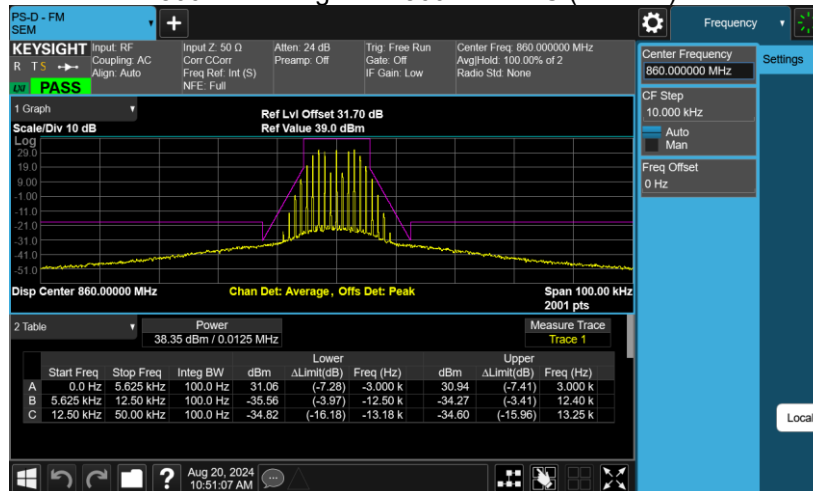 PS-D - FM
SEM
Frequency
KEYSIGHT
R T S
LXI PASS
Input: RF
Coupling: AC
Align: Auto
Input Z: 50 Ω
Corr CCorr
Freq Ref: Int (S)
NFE: Full
Atten: 24 dB
Preamp: Off
Trig: Free Run
Gate: Off
IF Gain: Low
Center Freq: 860.000000 MHz
Avg|Hold: 100.00% of 2
Radio Std: None
Center Frequency
860.000000 MHz
Settings
CF Step
10.000 kHz
Auto
Man
Freq Offset
0 Hz
1 Graph
Scale/Div 10 dB
Ref Lvl Offset 31.70 dB
Ref Value 39.0 dBm
Log
29.0
19.0
9.00
-1.00
-11.0
-21.0
-31.0
-41.0
-51.0
Disp Center 860.00000 MHz
Chan Det: Average, Offs Det: Peak
Span 100.00 kHz
2001 pts
2 Table
Power
38.35 dBm / 0.0125 MHz
Measure Trace
Trace 1
Lower Upper
Start Freq Stop Freq Integ BW dBm ΔLimit(dB) Freq (Hz) dBm ΔLimit(dB) Freq (Hz)
A 0.0 Hz 5.625 kHz 100.0 Hz 31.06 (-7.28) -3.000 k 30.94 (-7.41) 3.000 k
B 5.625 kHz 12.50 kHz 100.0 Hz -35.56 (-3.97) -12.50 k -34.27 (-3.41) 12.40 k
C 12.50 kHz 50.00 kHz 100.0 Hz -34.82 (-16.18) -13.18 k -34.60 (-15.96) 13.25 k
Local
?
Aug 20, 2024
10:51:07 AM